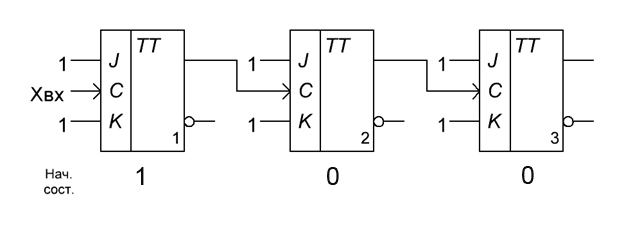 TT TT TT
1 J 1 J 1 J
Xвх C C C
1 K 1 K 1 K
1 2 3
Нач. сост. 1 0 0